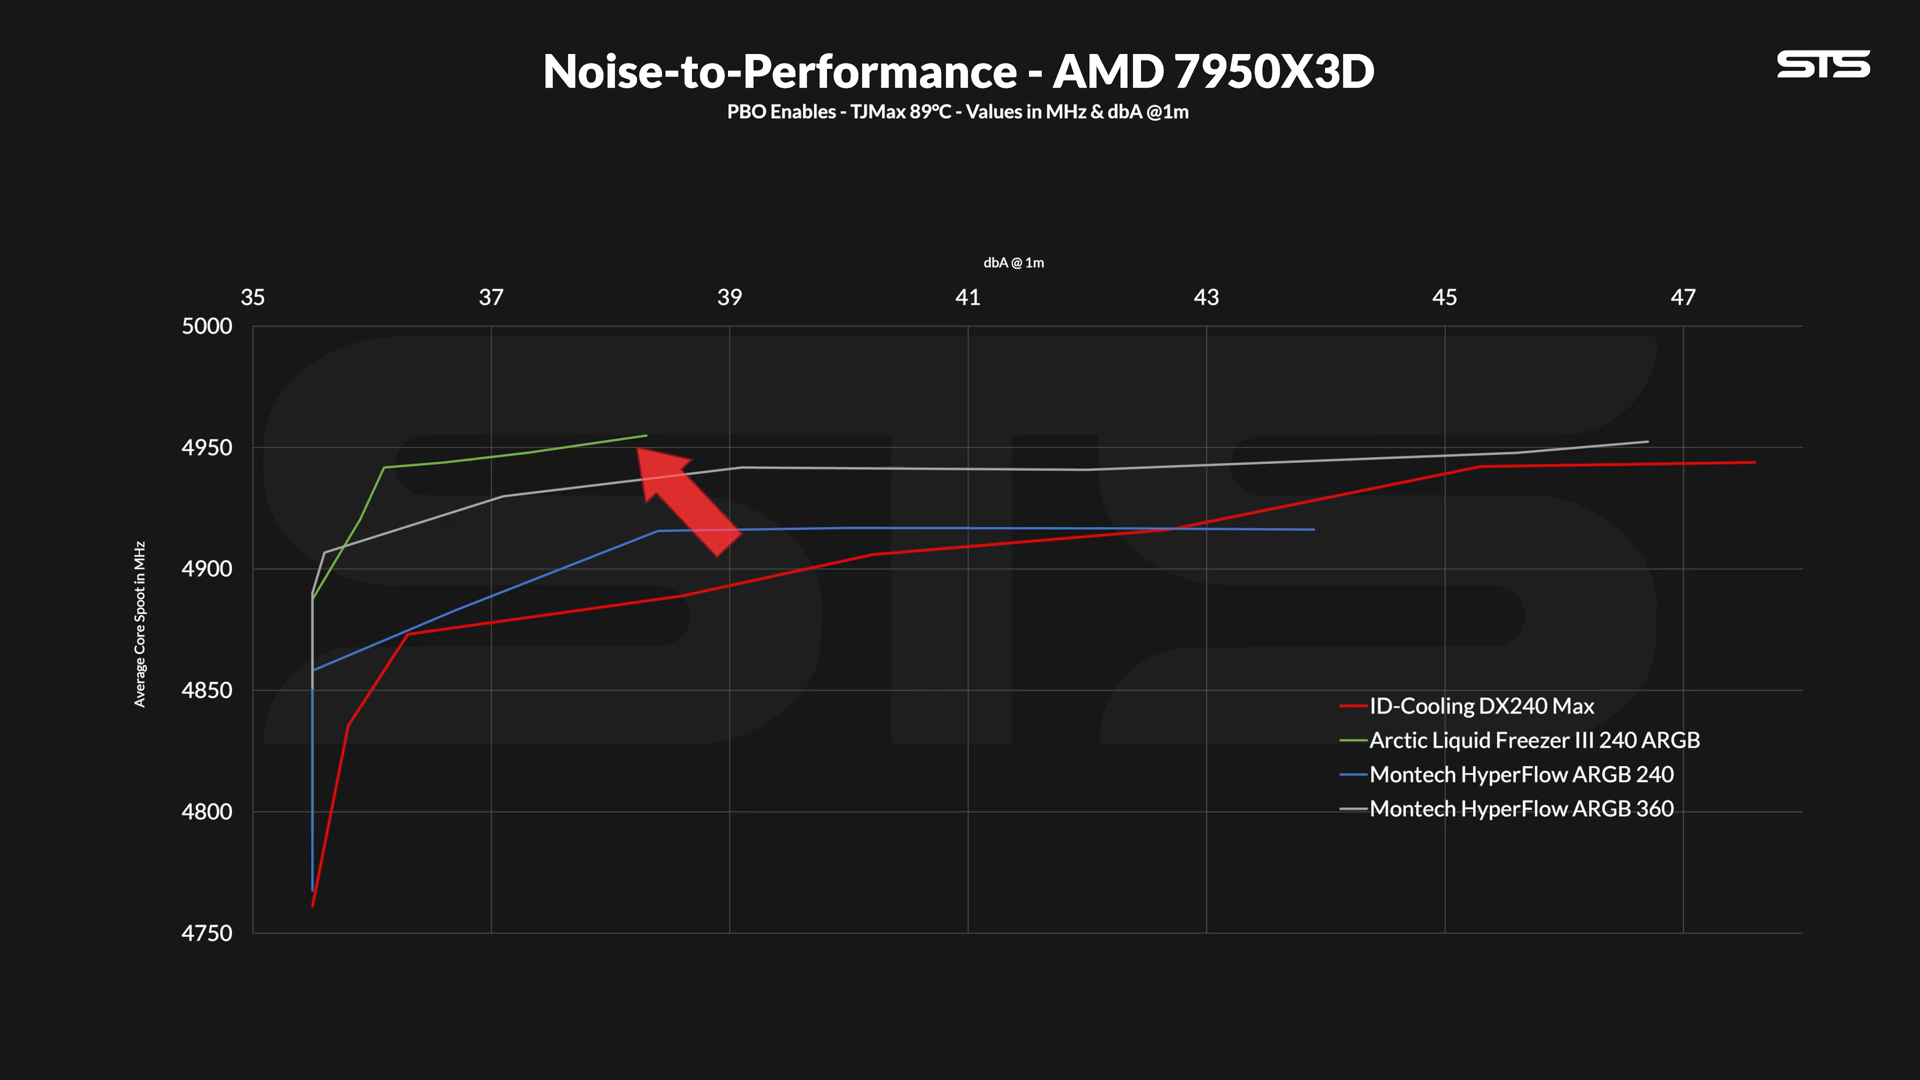 Noise-to-Performance - AMD 7950X3D
STS
PBO Enables - TJMax 89°C - Values in MHz & dbA @1m
dbA @ 1m
35 37 39 41 43 45 47
5000
4950
4900
4850
4800
4750
Average Core Spoot in MHz
STS
ID-Cooling DX240 Max
Arctic Liquid Freezer III 240 ARGB
Montech HyperFlow ARGB 240
Montech HyperFlow ARGB 360